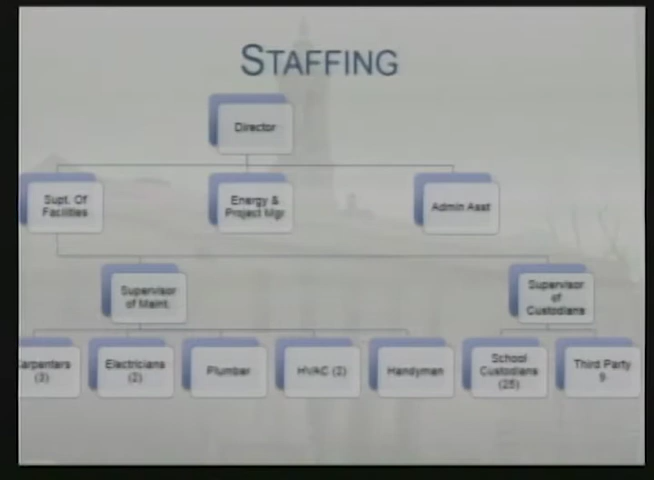 STAFFING
Director
Supt. Of
Facilities
Energy &
Project Mgr
Admin Asst
Supervisor
of Maint.
Supervisor
of
Custodians
Carpenters
(3)
Electricians
(2)
Plumber
HVAC (2)
Handyman
School
Custodians
(25)
Third Party
9